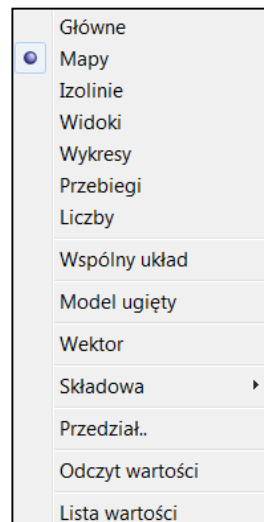 Główne
Mapy
Izolinie
Widoki
Wykresy
Przebiegi
Liczby
Wspólny układ
Model ugięty
Wektor
Składowa
Przedział..
Odczyt wartości
Lista wartości